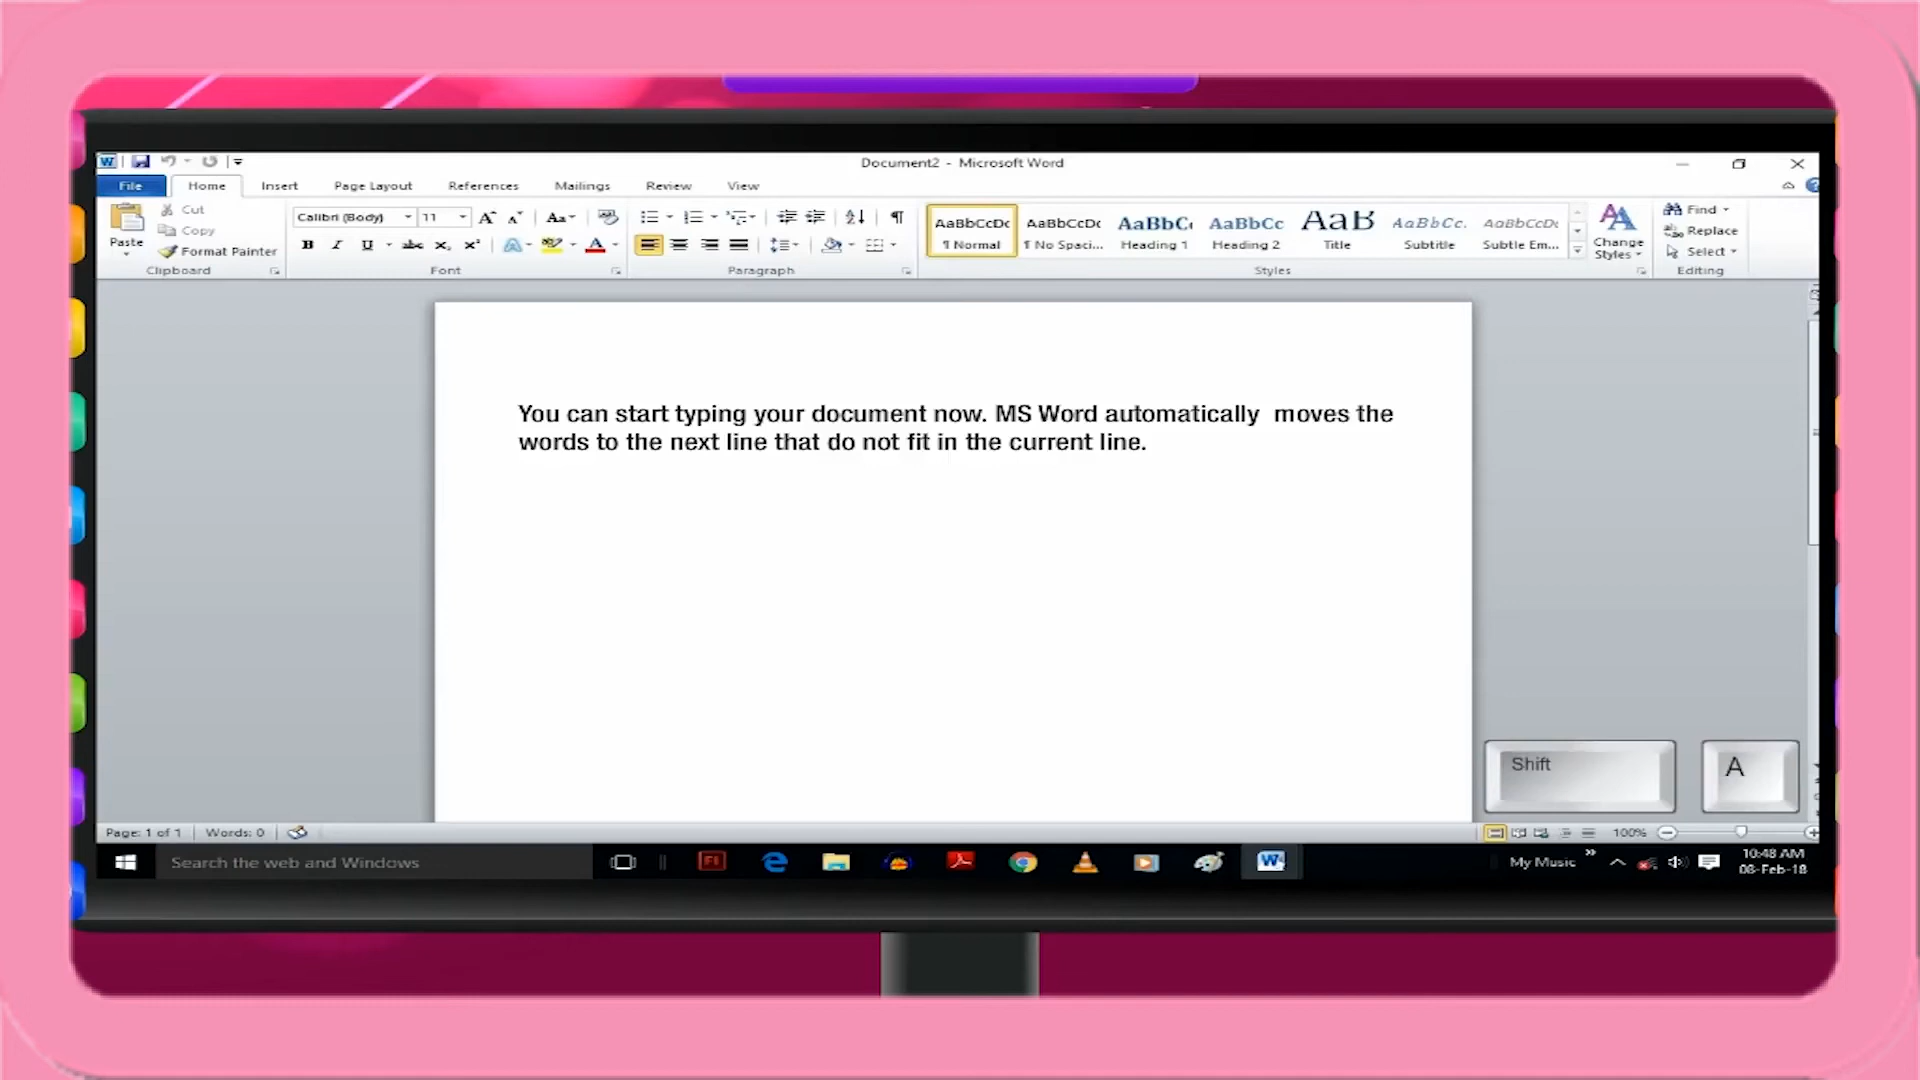 Document2 - Microsoft Word
File Home Insert Page Layout References Mailings Review View
Paste
Cut
Copy
Format Painter
Clipboard
Calibri (Body) 11
Font
Paragraph
AaBbCcDc AaBbCcDc AaBbC AaBbCc AaB AaBbCc. AaBbCcDc
¶ Normal ¶ No Spaci... Heading 1 Heading 2 Title Subtitle Subtle Em...
Styles
Change
Styles
Find
Replace
Select
Editing
You can start typing your document now. MS Word automatically  moves the
words to the next line that do not fit in the current line.
Shift A
Page: 1 of 1 Words: 0 100%
Search the web and Windows
My Music
10:48 AM
08-Feb-18